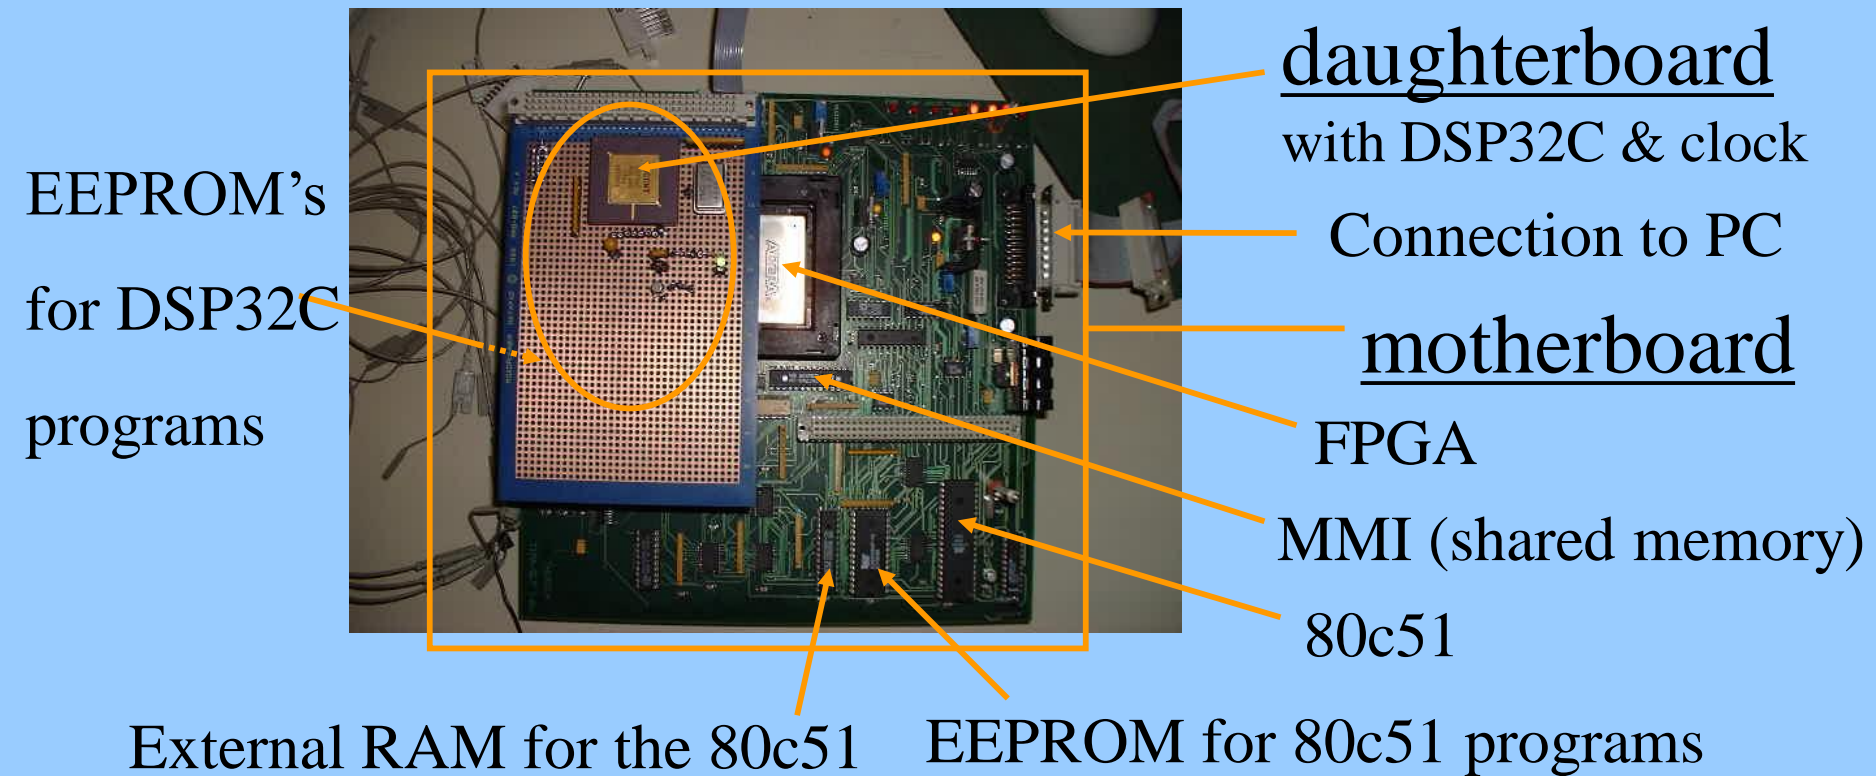 daughterboard
with DSP32C & clock
EEPROM’s
for DSP32C
programs
Connection to PC
motherboard
FPGA
MMI (shared memory)
80c51
External RAM for the 80c51
EEPROM for 80c51 programs
ALTERA